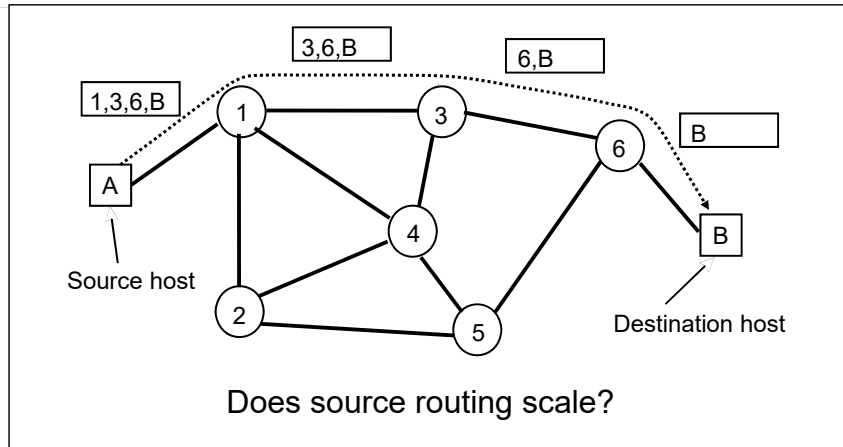 3,6,B
6,B
1,3,6,B
1
3
B
6
A
4
B
Source host
2
5
Destination host
Does source routing scale?